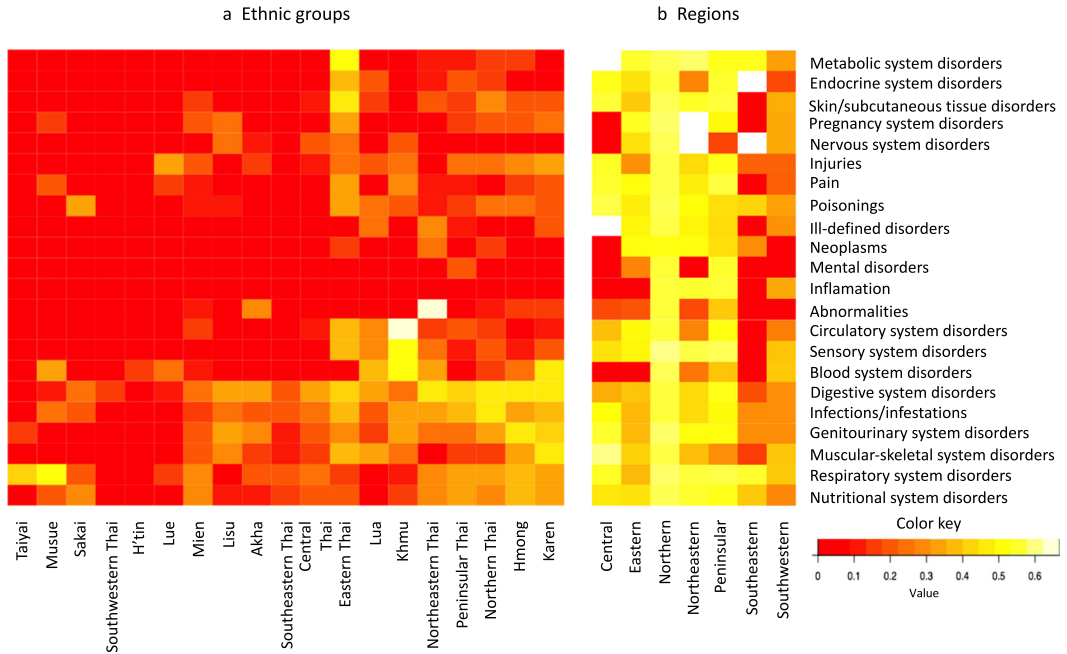 a Ethnic groups
b Regions
Metabolic system disorders
Endocrine system disorders
Skin/subcutaneous tissue disorders
Pregnancy system disorders
Nervous system disorders
Injuries
Pain
Poisonings
Ill-defined disorders
Neoplasms
Mental disorders
Inflamation
Abnormalities
Circulatory system disorders
Sensory system disorders
Blood system disorders
Digestive system disorders
Infections/infestations
Genitourinary system disorders
Muscular-skeletal system disorders
Respiratory system disorders
Nutritional system disorders
Taiyai
Musue
Sakai
Southwestern Thai
H'tin
Lue
Mien
Lisu
Akha
Southeastern Thai
Central
Thai
Eastern Thai
Lua
Khmu
Northeastern Thai
Peninsular Thai
Northern Thai
Hmong
Karen
Central
Eastern
Northern
Northeastern
Peninsular
Southeastern
Southwestern
Color key
0 0.1 0.2 0.3 0.4 0.5 0.6
Value